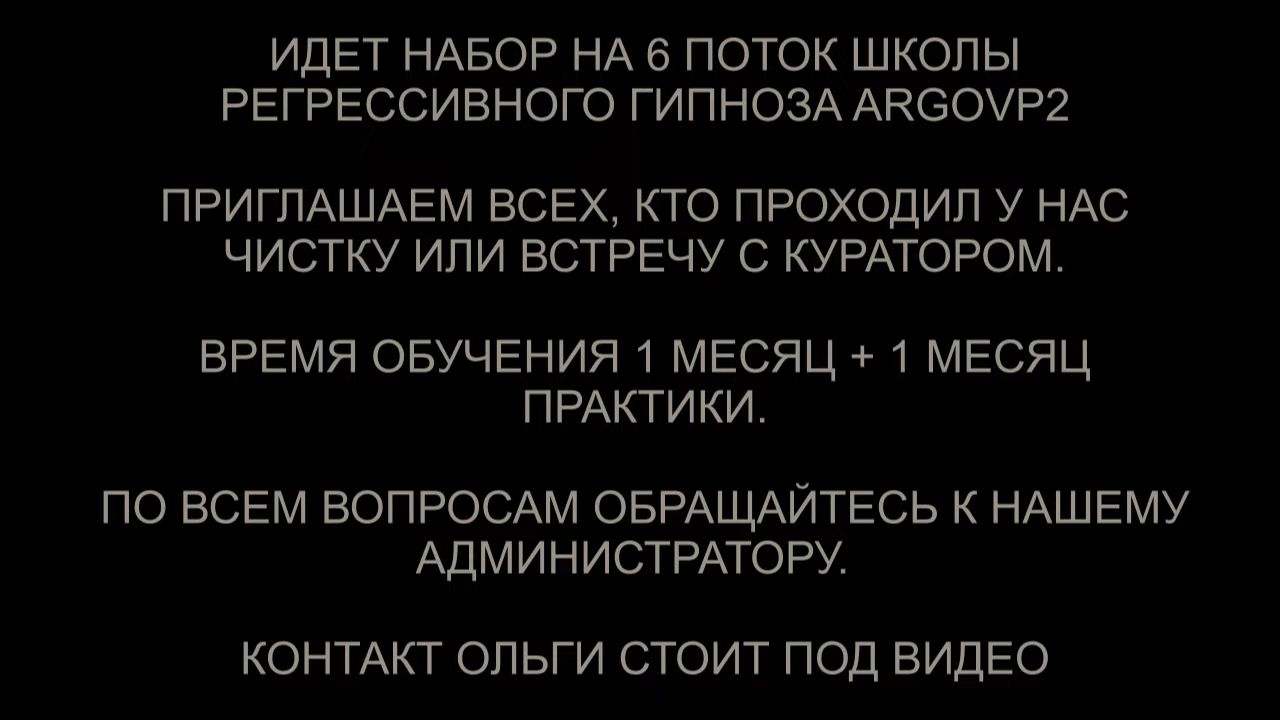 ИДЕТ НАБОР НА 6 ПОТОК ШКОЛЫ
РЕГРЕССИВНОГО ГИПНОЗА ARGOVP2
ПРИГЛАШАЕМ ВСЕХ, КТО ПРОХОДИЛ У НАС
ЧИСТКУ ИЛИ ВСТРЕЧУ С КУРАТОРОМ.
ВРЕМЯ ОБУЧЕНИЯ 1 МЕСЯЦ + 1 МЕСЯЦ
ПРАКТИКИ.
ПО ВСЕМ ВОПРОСАМ ОБРАЩАЙТЕСЬ К НАШЕМУ
АДМИНИСТРАТОРУ.
КОНТАКТ ОЛЬГИ СТОИТ ПОД ВИДЕО